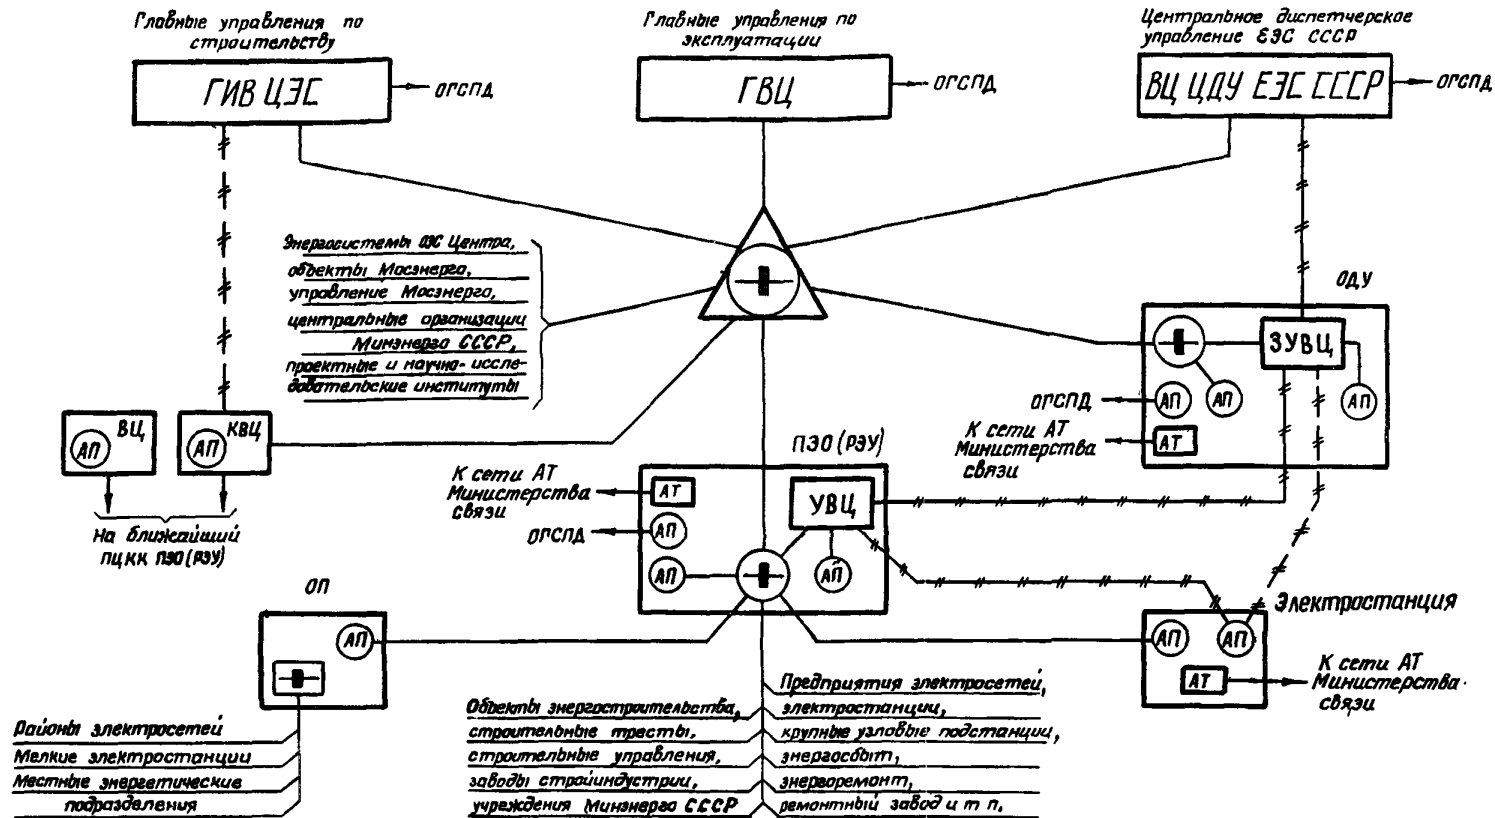 Главные управления по
строительству
ГИВЦЭС
ОГСПД
Главные управления по
эксплуатации
ГВЦ
ОГСПД
Центральное диспетчерское
управление ЕЭС СССР
ВЦ ЦДУ ЕЭС СССР
ОГСПД
Энергосистемы ОЭС Центра,
объекты Мосэнерго,
управление Мосэнерго,
центральные организации
Минэнерго СССР,
проектные и научно-иссле-
довательские институты
ОДУ
ЗУВЦ
АП
АП
АП
ОГСПД
АТ
К сети АТ
Министерства
связи
ВЦ
АП
КВЦ
АП
На ближайший
ПЦКК ПЭО (РЭУ)
ПЭО (РЭУ)
АТ
К сети АТ
Министерства
связи
УВЦ
АП
ОГСПД
АП
АП
ОП
АП
Районы электросетей
Мелкие электростанции
Местные энергетические
подразделения
Объекты энергостроительства,
строительные тресты,
строительные управления,
заводы стройиндустрии,
учреждения Минэнерго СССР
Предприятия электросетей,
электростанции,
крупные узловые подстанции,
энергосбыт,
энергоремонт,
ремонтный завод и т п.
Электростанция
АП
АП
АТ
К сети АТ
Министерства
связи